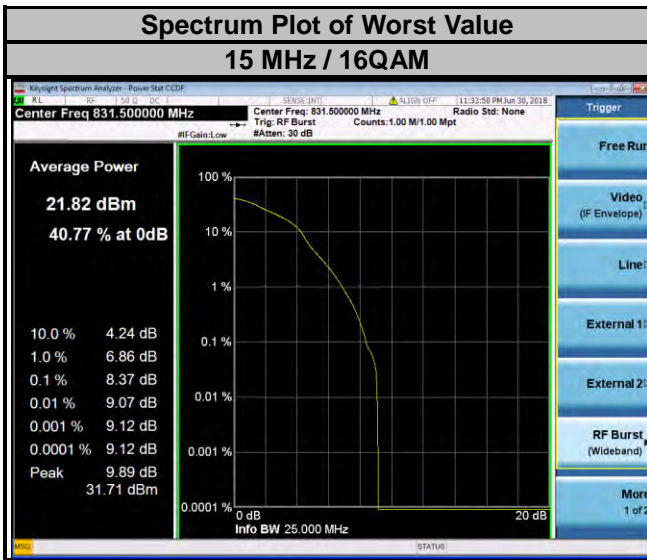 Spectrum Plot of Worst Value
15 MHz / 16QAM
Keysight Spectrum Analyzer - Power Stat CCDF
RL RF 50 Ω DC SENSE:INT ALIGN OFF 11:33:50 PM Jun 30, 2018
Center Freq 831.500000 MHz
Center Freq: 831.500000 MHz Radio Std: None
Trig: RF Burst Counts:1.00 M/1.00 Mpt
#IFGain:Low #Atten: 30 dB
Average Power
21.82 dBm
40.77 % at 0dB
10.0 % 4.24 dB
1.0 % 6.86 dB
0.1 % 8.37 dB
0.01 % 9.07 dB
0.001 % 9.12 dB
0.0001 % 9.12 dB
Peak 9.89 dB
31.71 dBm
100 %
10 %
1 %
0.1 %
0.01 %
0.001 %
0.0001 %
0 dB 20 dB
Info BW 25.000 MHz
Trigger
Free Run
Video
(IF Envelope)
Line
External 1
External 2
RF Burst
(Wideband)
More
1 of 2
MSG STATUS